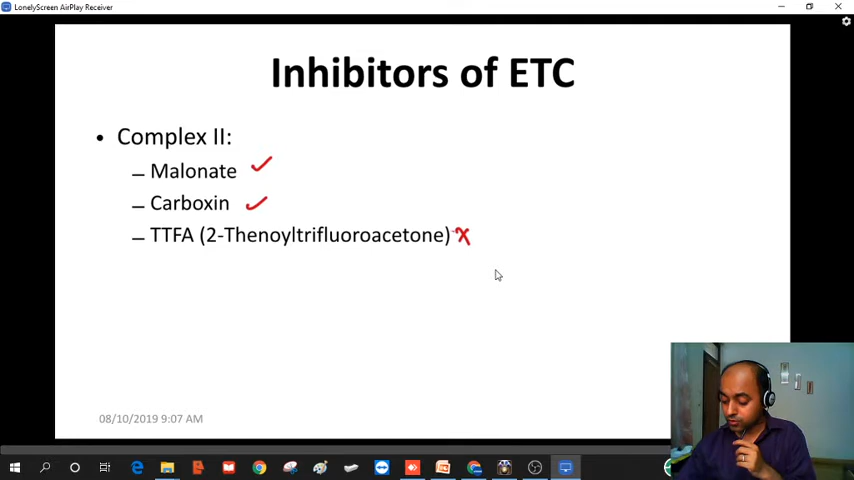 LonelyScreen AirPlay Receiver
Inhibitors of ETC
• Complex II:
– Malonate
– Carboxin
– TTFA (2-Thenoyltrifluoroacetone)
08/10/2019 9:07 AM